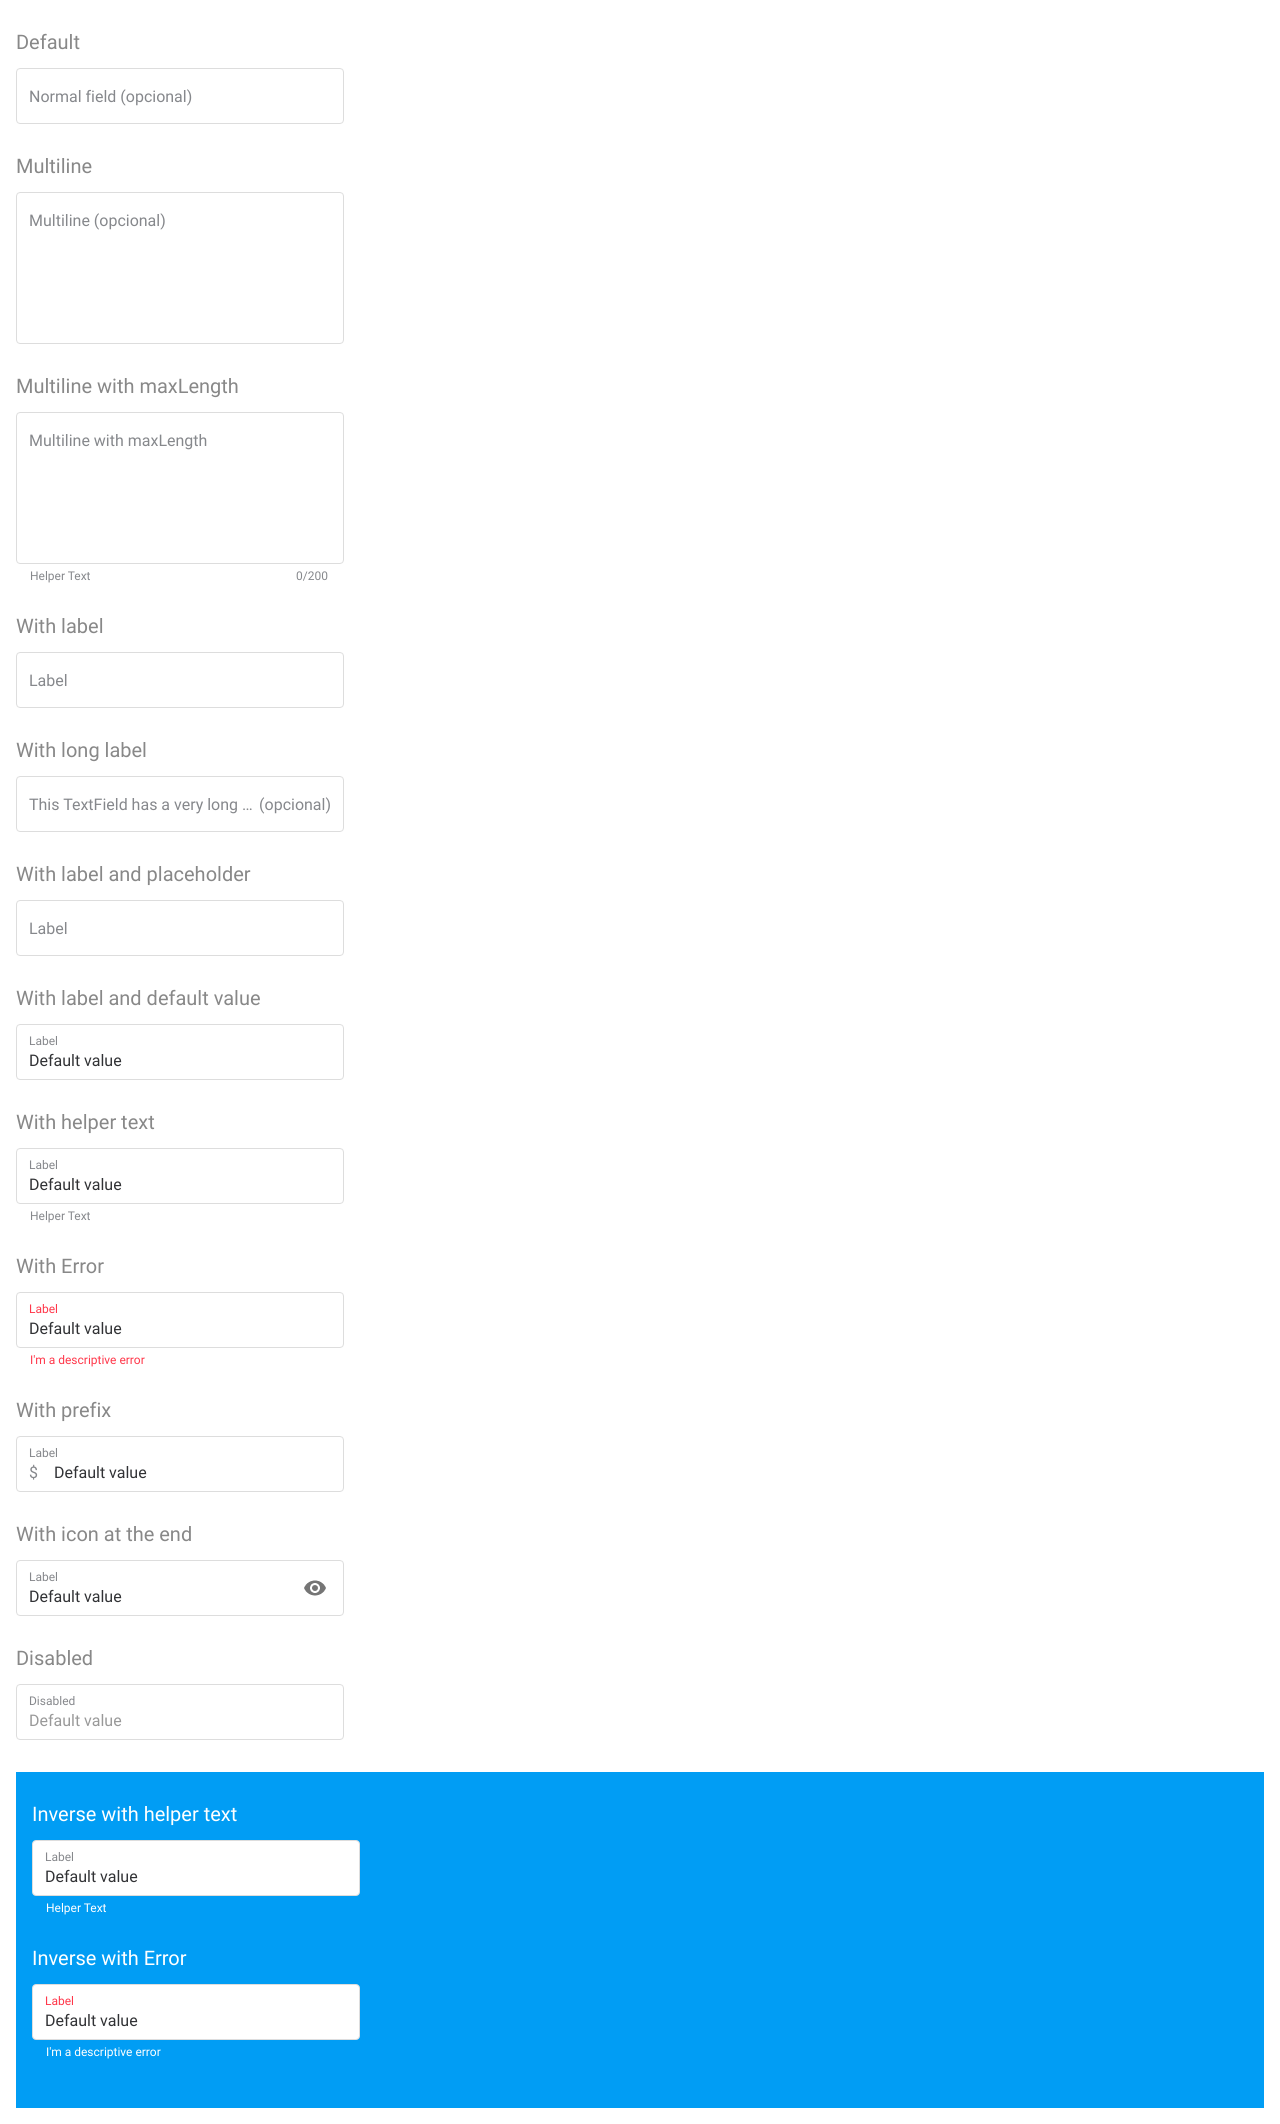 Default
Normal field (opcional)
Multiline
Multiline (opcional)
Multiline with maxLength
Multiline with maxLength
Helper Text 0/200
With label
Label
With long label
This TextField has a very long ... (opcional)
With label and placeholder
Label
With label and default value
Label
Default value
With helper text
Label
Default value
Helper Text
With Error
Label
Default value
I'm a descriptive error
With prefix
Label
$ Default value
With icon at the end
Label
Default value
Disabled
Disabled
Default value
Inverse with helper text
Label
Default value
Helper Text
Inverse with Error
Label
Default value
I'm a descriptive error